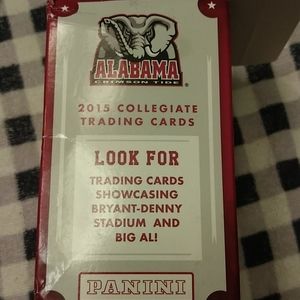 ALABAMA
CRIMSON TIDE
2015 COLLEGIATE
TRADING CARDS
LOOK FOR
TRADING CARDS
SHOWCASING
BRYANT-DENNY
STADIUM AND
BIG AL!
PANINI